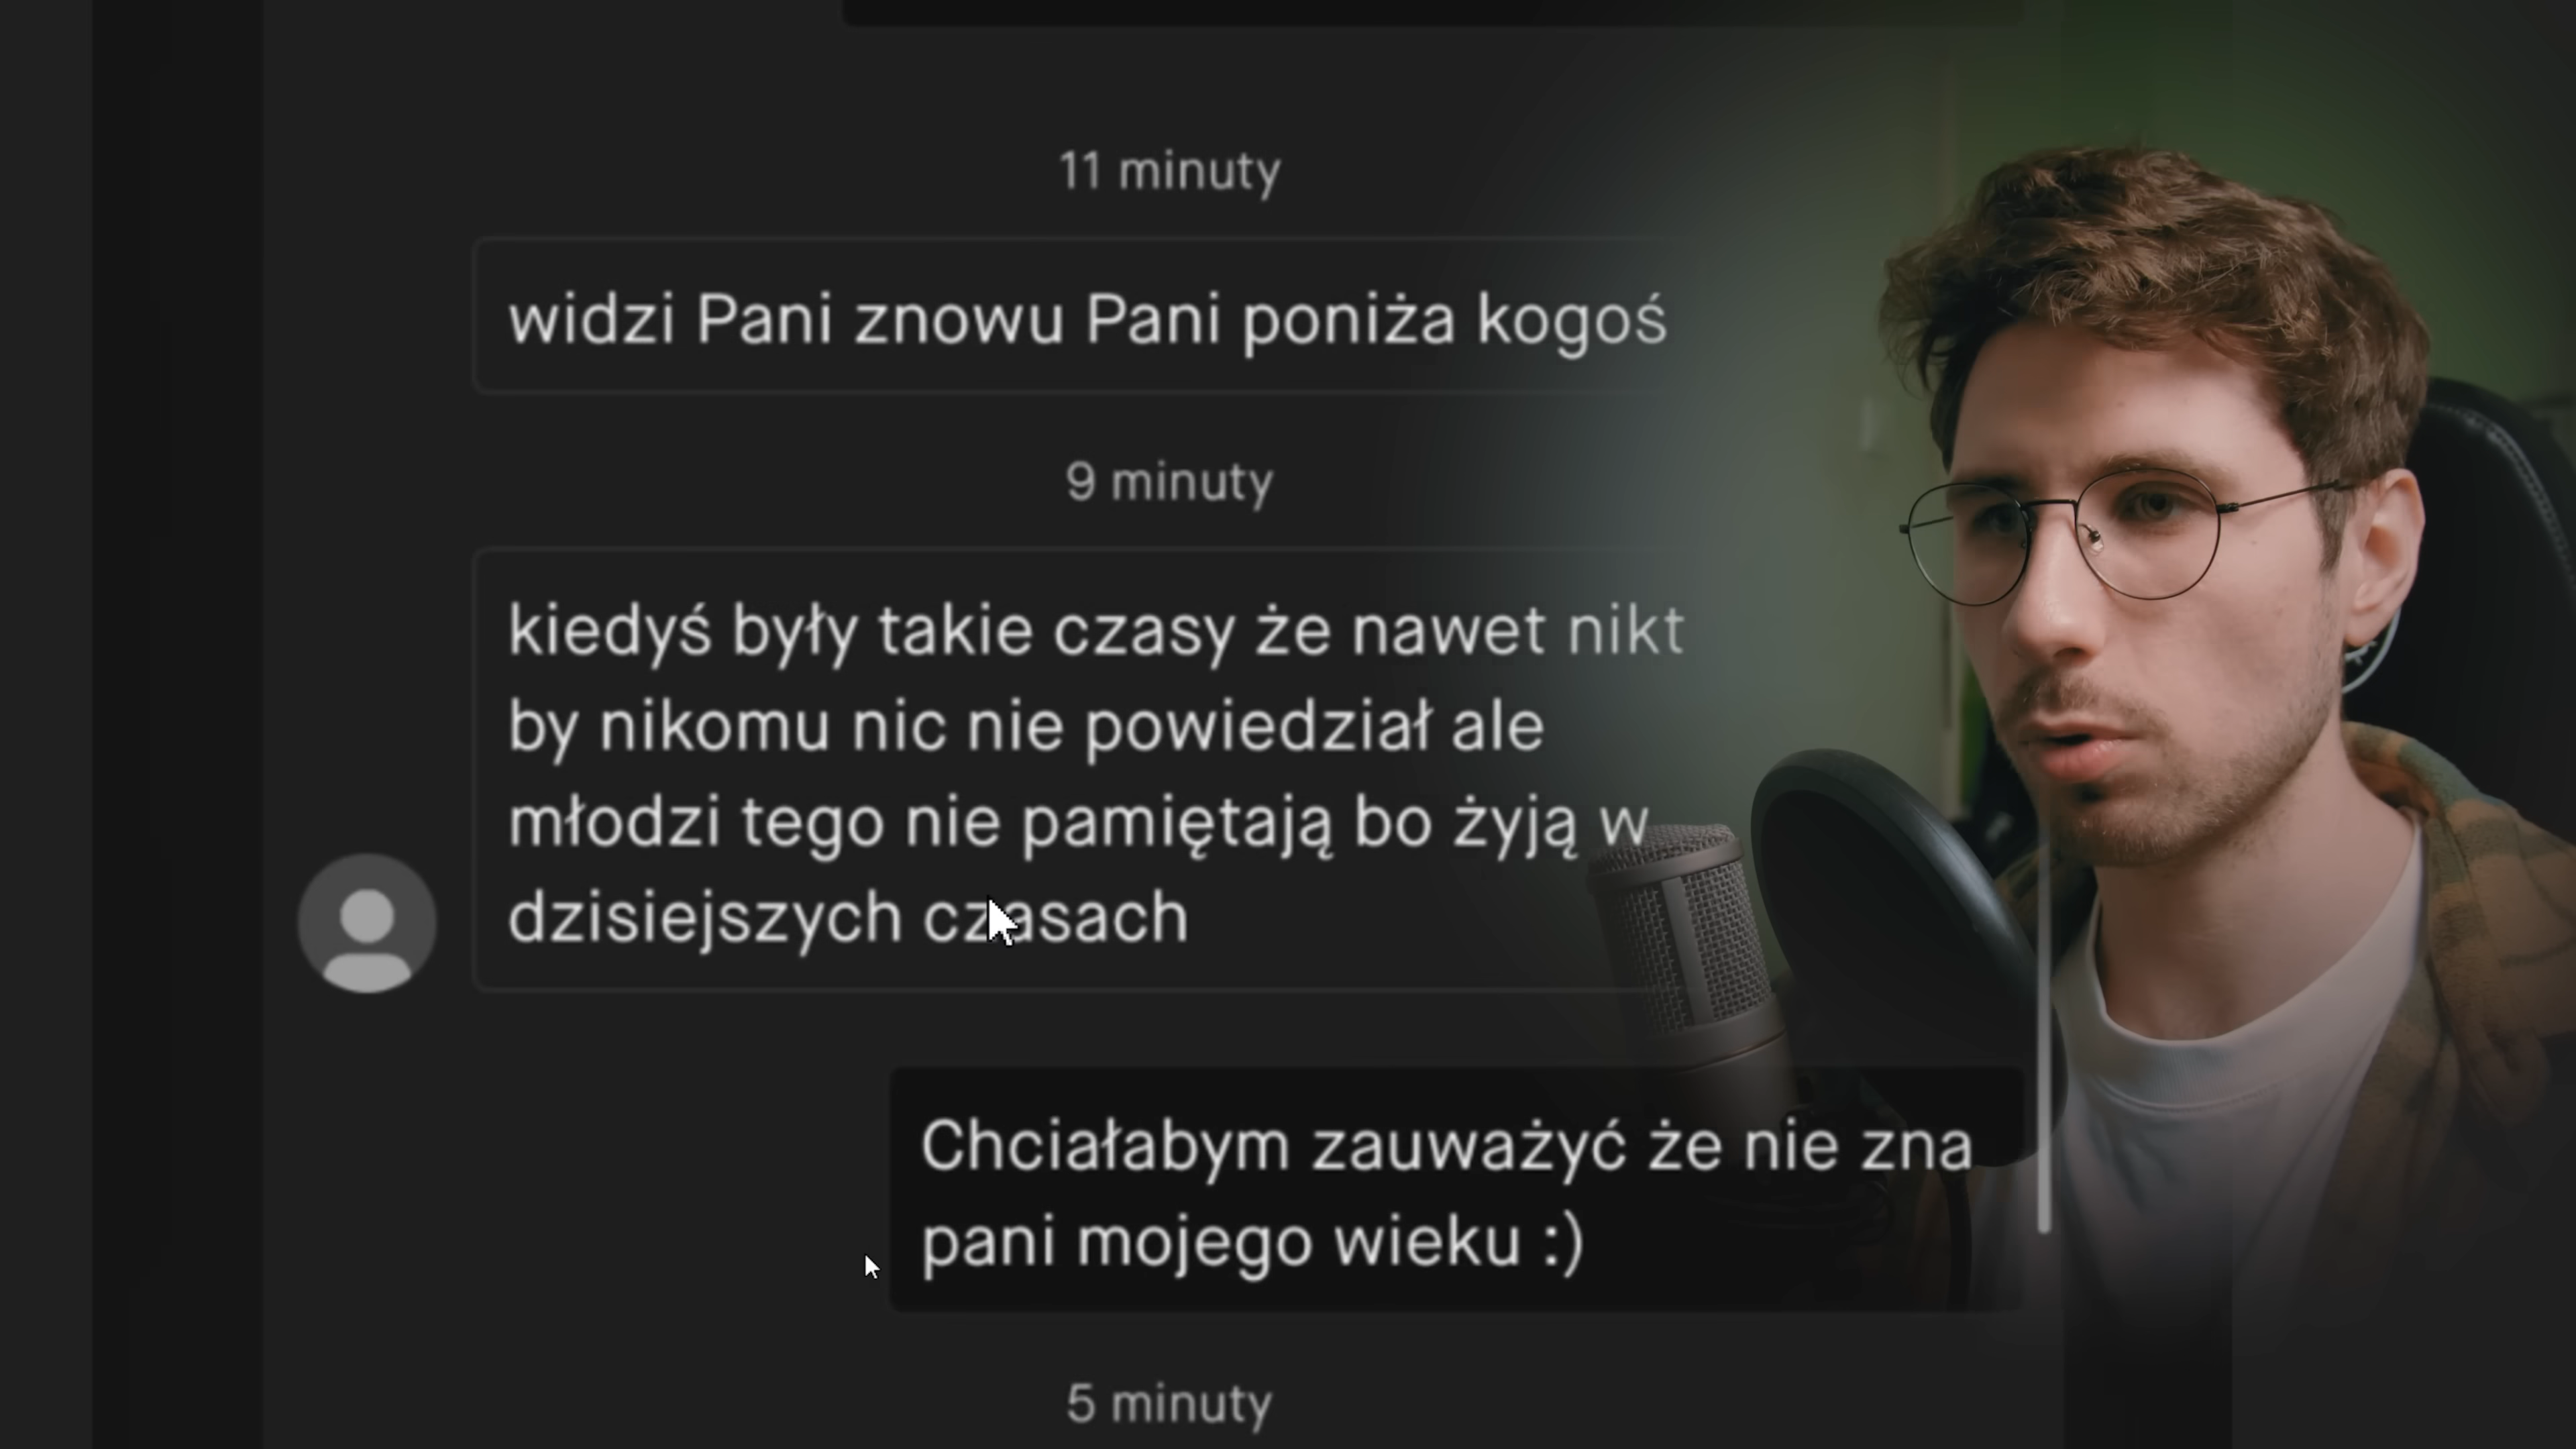 11 minuty
widzi Pani znowu Pani poniża kogoś
9 minuty
kiedyś były takie czasy że nawet nikt
by nikomu nic nie powiedział ale
młodzi tego nie pamiętają bo żyją w
dzisiejszych czasach
Chciałabym zauważyć że nie zna
pani mojego wieku :)
5 minuty